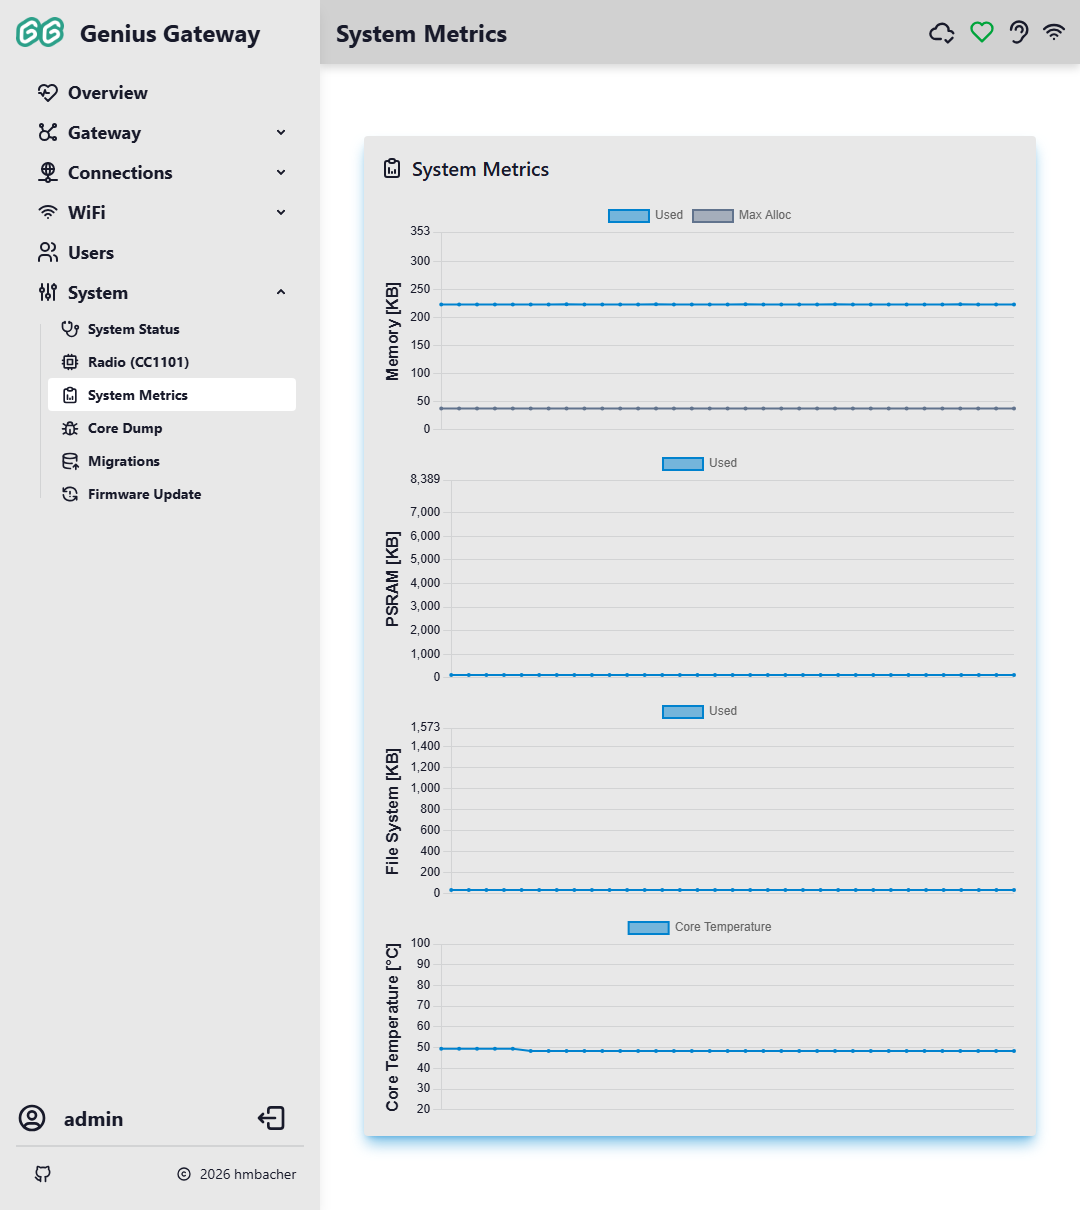 Genius Gateway
System Metrics
Overview
Gateway
Connections
WiFi
Users
System
System Status
Radio (CC1101)
System Metrics
Core Dump
Migrations
Firmware Update
admin
© 2026 hmbacher
System Metrics
Used
Max Alloc
Memory [KB]
353
300
250
200
150
100
50
0
Used
PSRAM [KB]
8,389
7,000
6,000
5,000
4,000
3,000
2,000
1,000
0
Used
File System [KB]
1,573
1,400
1,200
1,000
800
600
400
200
0
Core Temperature
Core Temperature [°C]
100
90
80
70
60
50
40
30
20